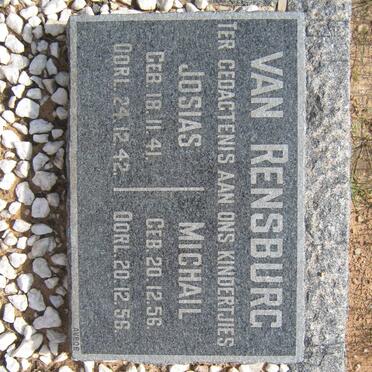 VAN RENSBURG
TER GEDAGTENIS AAN ONS KINDERTJIES
JOSIAS
GEB. 18.11.41.
OORL. 24.12.42.
MICHAIL
GEB. 20.12.56
OORL. 20.12.56